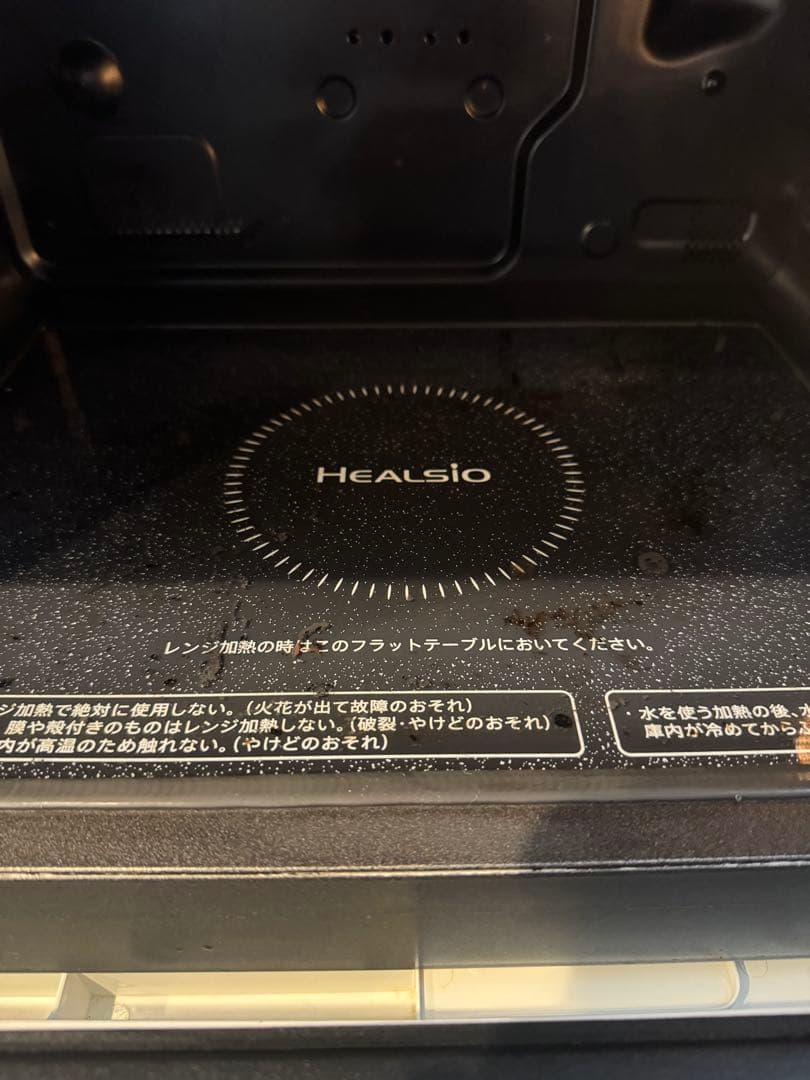 HEALSIO
レンジ加熱の時はこのフラットテーブルにおいてください。
ジ加熱で絶対に使用しない。(火花が出て故障のおそれ)
膜や殻付きのものはレンジ加熱しない。(破裂・やけどのおそれ)
内が高温のため触れない。(やけどのおそれ)
・水を使う加熱の後、水
庫内が冷めてからふ